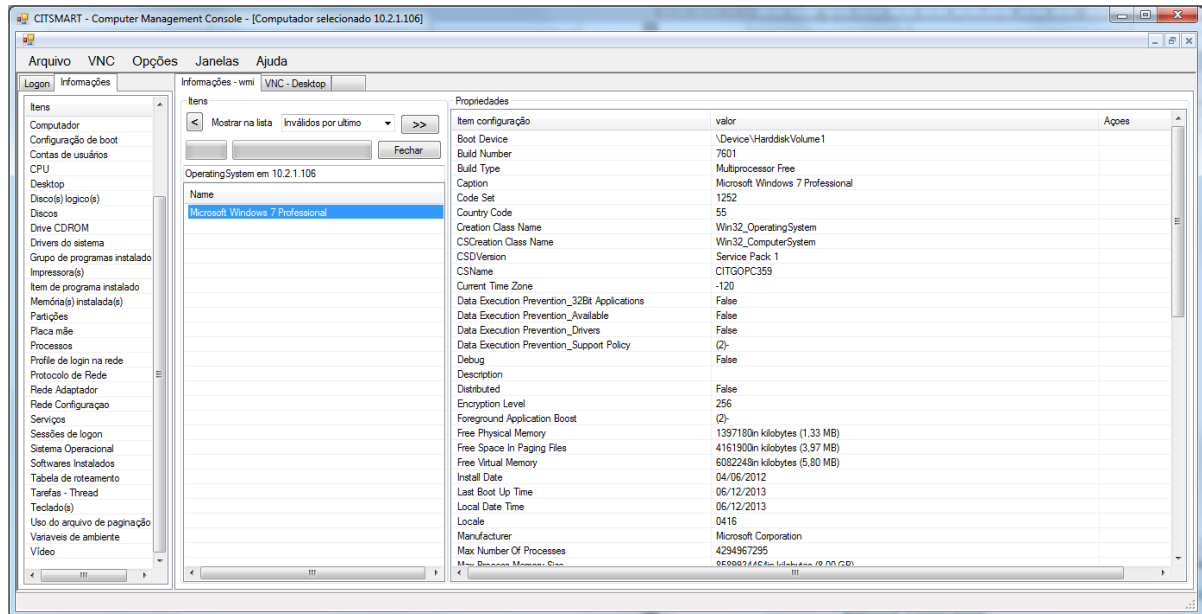 CITSMART - Computer Management Console - [Computador selecionado 10.2.1.106]
Arquivo VNC Opções Janelas Ajuda
Logon Informações
Itens
Computador
Configuração de boot
Contas de usuários
CPU
Desktop
Disco(s) logico(s)
Discos
Drive CDROM
Drivers do sistema
Grupo de programas instalado
Impressora(s)
Item de programa instalado
Memória(s) instalada(s)
Partições
Placa mãe
Processos
Profile de login na rede
Protocolo de Rede
Rede Adaptador
Rede Configuraçao
Serviços
Sessões de logon
Sistema Operacional
Softwares Instalados
Tabela de roteamento
Tarefas - Thread
Teclado(s)
Uso do arquivo de paginação
Variaveis de ambiente
Vídeo
Informações - wmi VNC - Desktop
Itens
< Mostrar na lista Inválidos por ultimo >>
Fechar
OperatingSystem em 10.2.1.106
Name
Microsoft Windows 7 Professional
Propriedades
Item configuração valor Açoes
Boot Device \Device\HarddiskVolume1
Build Number 7601
Build Type Multiprocessor Free
Caption Microsoft Windows 7 Professional
Code Set 1252
Country Code 55
Creation Class Name Win32_OperatingSystem
CSCreation Class Name Win32_ComputerSystem
CSDVersion Service Pack 1
CSName CITGOPC359
Current Time Zone -120
Data Execution Prevention_32Bit Applications False
Data Execution Prevention_Available False
Data Execution Prevention_Drivers False
Data Execution Prevention_Support Policy (2)-
Debug False
Description
Distributed False
Encryption Level 256
Foreground Application Boost (2)-
Free Physical Memory 1397180in kilobytes (1,33 MB)
Free Space In Paging Files 4161900in kilobytes (3,97 MB)
Free Virtual Memory 6082248in kilobytes (5,80 MB)
Install Date 04/06/2012
Last Boot Up Time 06/12/2013
Local Date Time 06/12/2013
Locale 0416
Manufacturer Microsoft Corporation
Max Number Of Processes 4294967295
Max Process Memory Size 8589924464in kilobytes (8,00 GB)